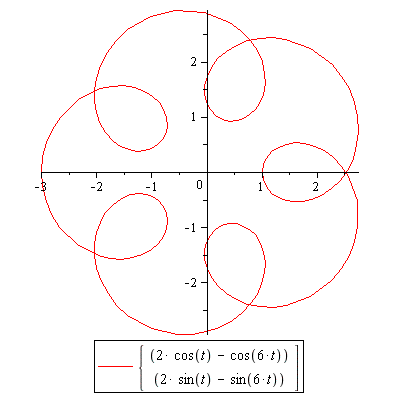 2
1
-3 -2 -1 0 1 2
-1
-2
(2· cos(t) − cos(6·t))
(2· sin(t) − sin(6·t))